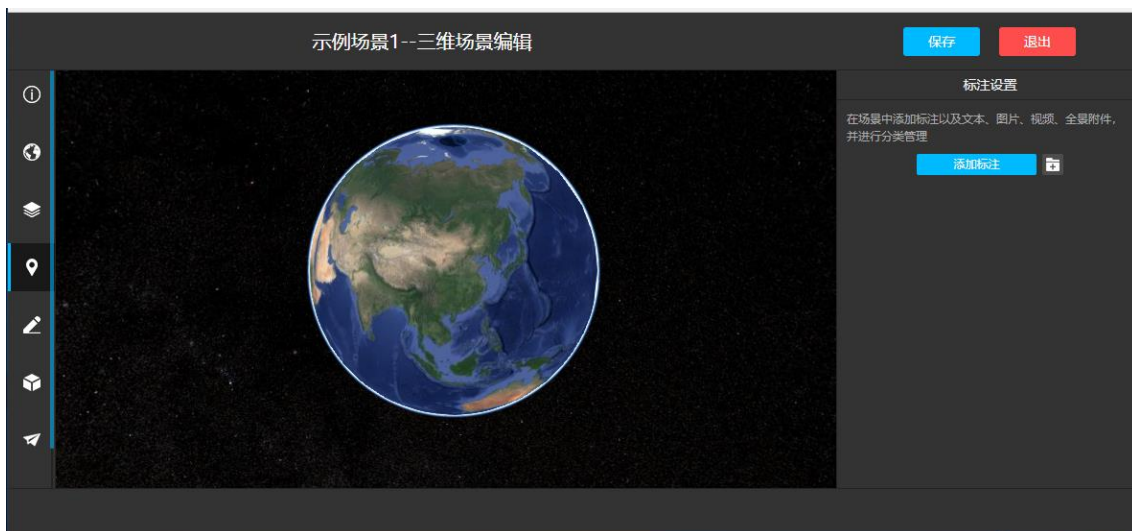 示例场景1--三维场景编辑
保存
退出
标注设置
在场景中添加标注以及文本、图片、视频、全景附件，
并进行分类管理
添加标注